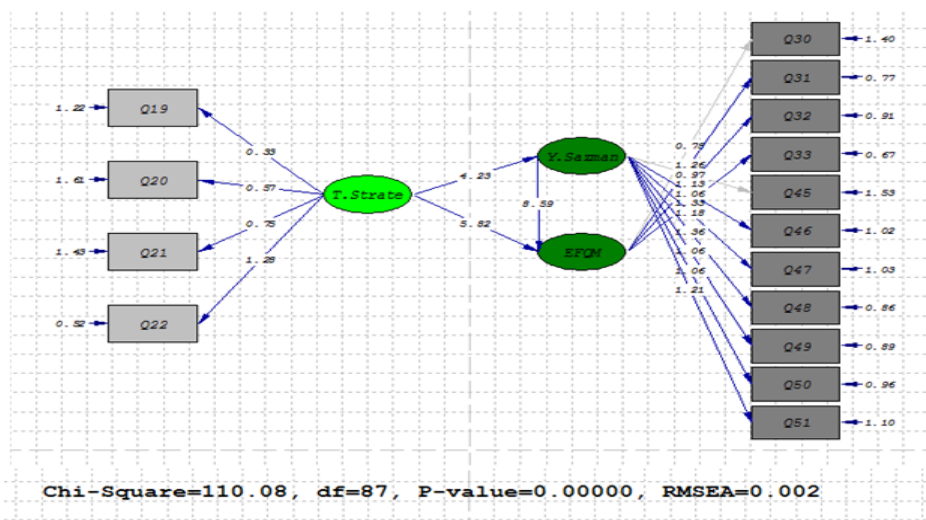 Q30
1.40
Q31
0.77
Q19
1.22
Q32
0.91
0.33
0.78
Q33
0.67
Y.Sazman
1.26
0.97
Q20
1.61
0.57
4.23
1.13
Q45
1.53
T.Strate
1.06
1.33
8.59
1.18
Q46
1.02
0.75
5.82
1.36
Q21
1.43
EFQM
1.06
1.28
Q47
1.03
1.06
1.21
Q48
0.86
Q22
0.52
Q49
0.89
Q50
0.96
Q51
1.10
Chi-Square=110.08, df=87, P-value=0.00000, RMSEA=0.002